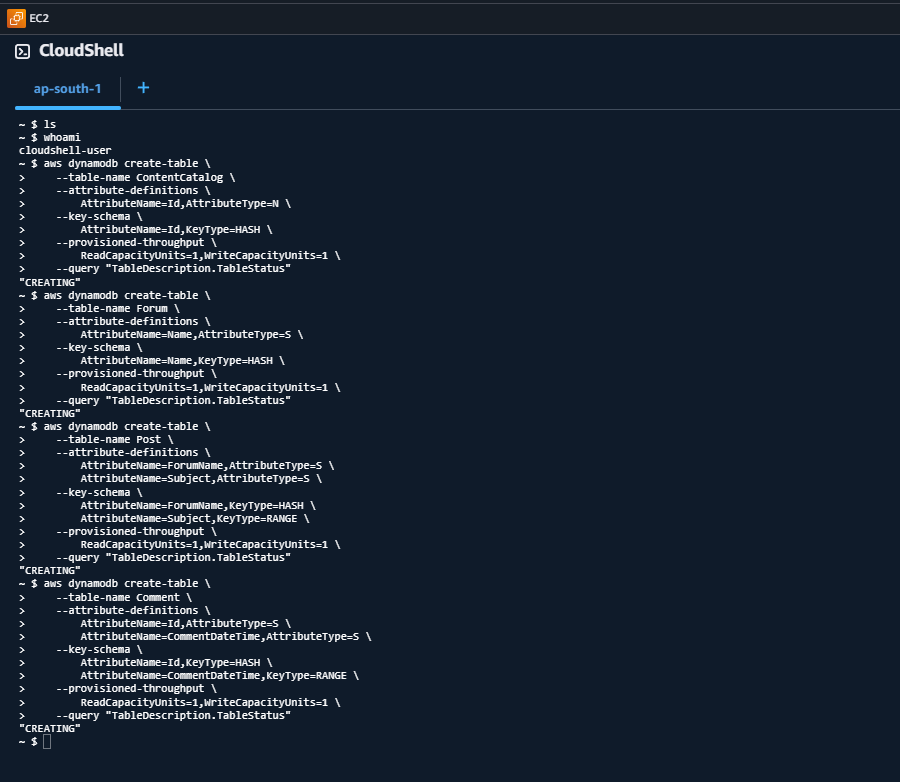 EC2
CloudShell
ap-south-1 +
~ $ ls
~ $ whoami
cloudshell-user
~ $ aws dynamodb create-table \
>     --table-name ContentCatalog \
>     --attribute-definitions \
>         AttributeName=Id,AttributeType=N \
>     --key-schema \
>         AttributeName=Id,KeyType=HASH \
>     --provisioned-throughput \
>         ReadCapacityUnits=1,WriteCapacityUnits=1 \
>     --query "TableDescription.TableStatus"
"CREATING"
~ $ aws dynamodb create-table \
>     --table-name Forum \
>     --attribute-definitions \
>         AttributeName=Name,AttributeType=S \
>     --key-schema \
>         AttributeName=Name,KeyType=HASH \
>     --provisioned-throughput \
>         ReadCapacityUnits=1,WriteCapacityUnits=1 \
>     --query "TableDescription.TableStatus"
"CREATING"
~ $ aws dynamodb create-table \
>     --table-name Post \
>     --attribute-definitions \
>         AttributeName=ForumName,AttributeType=S \
>         AttributeName=Subject,AttributeType=S \
>     --key-schema \
>         AttributeName=ForumName,KeyType=HASH \
>         AttributeName=Subject,KeyType=RANGE \
>     --provisioned-throughput \
>         ReadCapacityUnits=1,WriteCapacityUnits=1 \
>     --query "TableDescription.TableStatus"
"CREATING"
~ $ aws dynamodb create-table \
>     --table-name Comment \
>     --attribute-definitions \
>         AttributeName=Id,AttributeType=S \
>         AttributeName=CommentDateTime,AttributeType=S \
>     --key-schema \
>         AttributeName=Id,KeyType=HASH \
>         AttributeName=CommentDateTime,KeyType=RANGE \
>     --provisioned-throughput \
>         ReadCapacityUnits=1,WriteCapacityUnits=1 \
>     --query "TableDescription.TableStatus"
"CREATING"
~ $